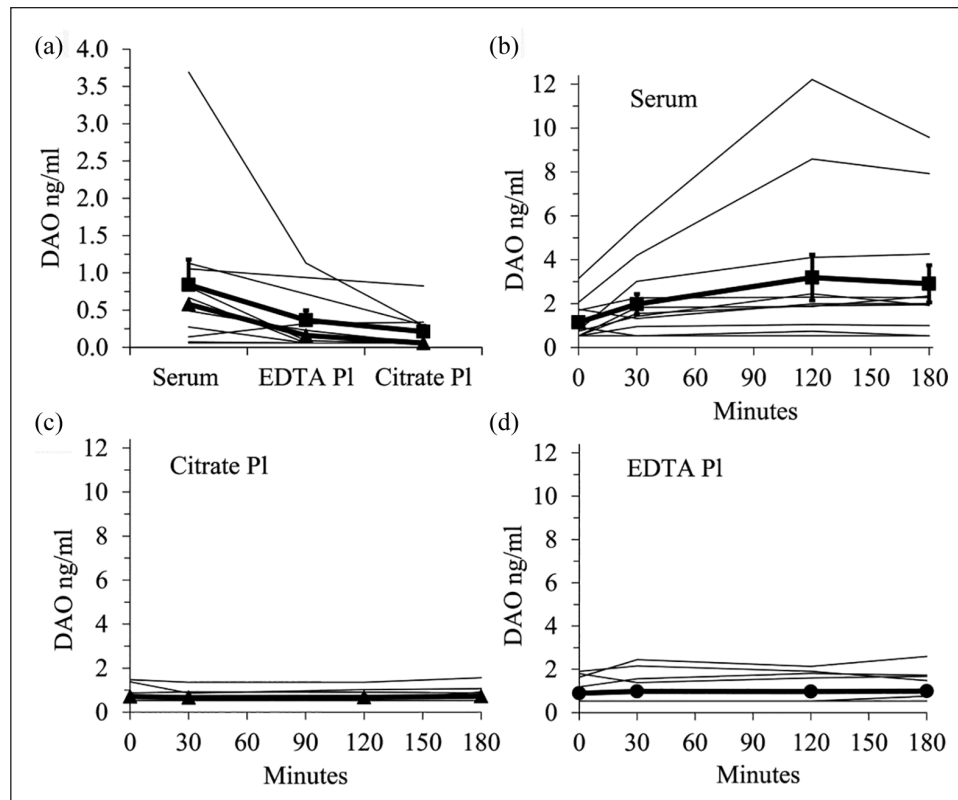 (a)
4.0
3.5
3.0
2.5
2.0
1.5
1.0
0.5
0.0
DAO ng/ml
Serum EDTA Pl Citrate Pl
(b)
Serum
12
10
8
6
4
2
0
DAO ng/ml
0 30 60 90 120 150 180
Minutes
(c)
Citrate Pl
12
10
8
6
4
2
0
DAO ng/ml
0 30 60 90 120 150 180
Minutes
(d)
EDTA Pl
12
10
8
6
4
2
0
DAO ng/ml
0 30 60 90 120 150 180
Minutes